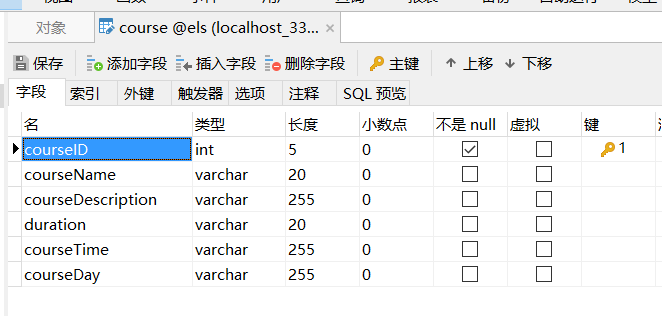 对象 course @els (localhost_33...
保存 添加字段 插入字段 删除字段 主键 上移 下移
字段 索引 外键 触发器 选项 注释 SQL 预览
名 类型 长度 小数点 不是 null 虚拟 键
courseID int 5 0 1
courseName varchar 20 0
courseDescription varchar 255 0
duration varchar 20 0
courseTime varchar 255 0
courseDay varchar 255 0